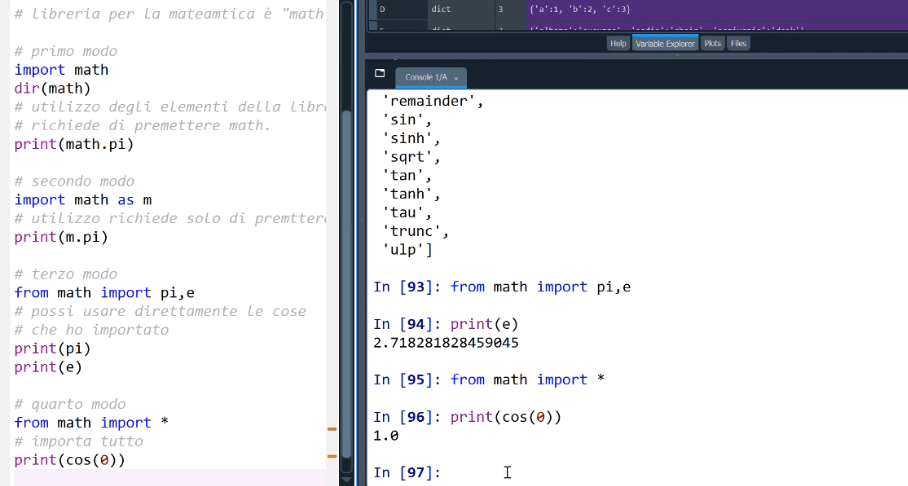 # libreria per la mateamtica è "math
# primo modo
import math
dir(math)
# utilizzo degli elementi della libre
# richiede di premettere math.
print(math.pi)
# secondo modo
import math as m
# utilizzo richiede solo di premttere
print(m.pi)
# terzo modo
from math import pi,e
# possi usare direttamente le cose
# che ho importato
print(pi)
print(e)
# quarto modo
from math import *
# importa tutto
print(cos(0))
D dict 3 {'a':1, 'b':2, 'c':3}
dict
Help Variable Explorer Plots Files
Console 1/A
'remainder',
'sin',
'sinh',
'sqrt',
'tan',
'tanh',
'tau',
'trunc',
'ulp']
In [93]: from math import pi,e
In [94]: print(e)
2.718281828459045
In [95]: from math import *
In [96]: print(cos(0))
1.0
In [97]: